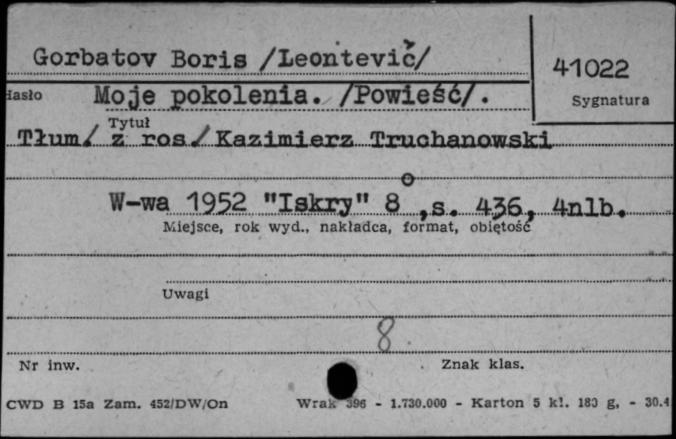 Gorbatov Boris /Leontevič/
41022
Sygnatura
Hasło Moje pokolenia. /Powieść/.
Tytuł
Tłum/ z ros./ Kazimierz Truchanowski
W-wa 1952 "Iskry" 8°, s. 436, 4nlb.
Miejsce, rok wyd., nakładca, format, objętość
Uwagi
8
Nr inw. Znak klas.
CWD B 15a Zam. 452/DW/On Wrak 396 - 1.730.000 - Karton 5 kl. 180 g, - 30.4